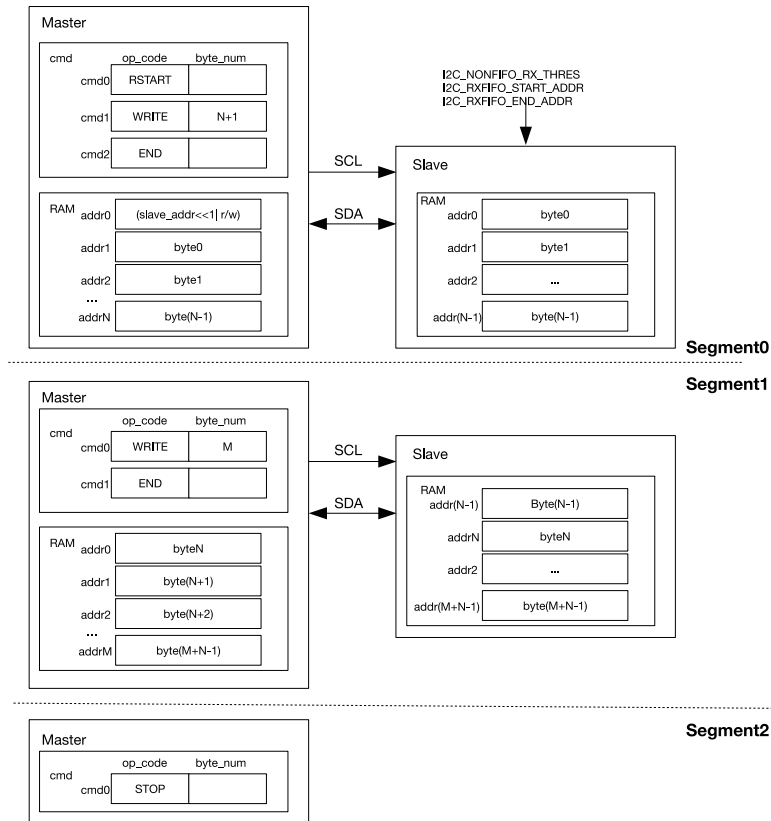 Master
cmd
op_code byte_num
cmd0 RSTART
cmd1 WRITE N+1
cmd2 END
RAM
addr0 (slave_addr<<1| r/w)
addr1 byte0
addr2 byte1
...
addrN byte(N-1)
SCL
SDA
I2C_NONFIFO_RX_THRES
I2C_RXFIFO_START_ADDR
I2C_RXFIFO_END_ADDR
Slave
RAM
addr0 byte0
addr1 byte1
addr2 ...
addr(N-1) byte(N-1)
Segment0
Segment1
Master
op_code byte_num
cmd
cmd0 WRITE M
cmd1 END
RAM
addr0 byteN
addr1 byte(N+1)
addr2 byte(N+2)
...
addrM byte(M+N-1)
SCL
SDA
Slave
RAM
addr(N-1) Byte(N-1)
addrN byteN
addr2 ...
addr(M+N-1) byte(M+N-1)
Segment2
Master
op_code byte_num
cmd
cmd0 STOP